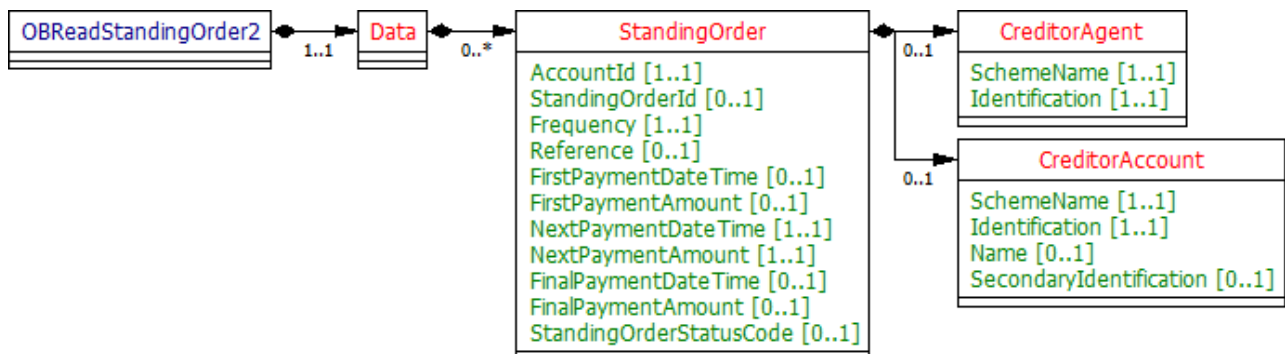 OBReadStandingOrder2
1..1
Data
0..*
StandingOrder
AccountId [1..1]
StandingOrderId [0..1]
Frequency [1..1]
Reference [0..1]
FirstPaymentDateTime [0..1]
FirstPaymentAmount [0..1]
NextPaymentDateTime [1..1]
NextPaymentAmount [1..1]
FinalPaymentDateTime [0..1]
FinalPaymentAmount [0..1]
StandingOrderStatusCode [0..1]
0..1
CreditorAgent
SchemeName [1..1]
Identification [1..1]
0..1
CreditorAccount
SchemeName [1..1]
Identification [1..1]
Name [0..1]
SecondaryIdentification [0..1]